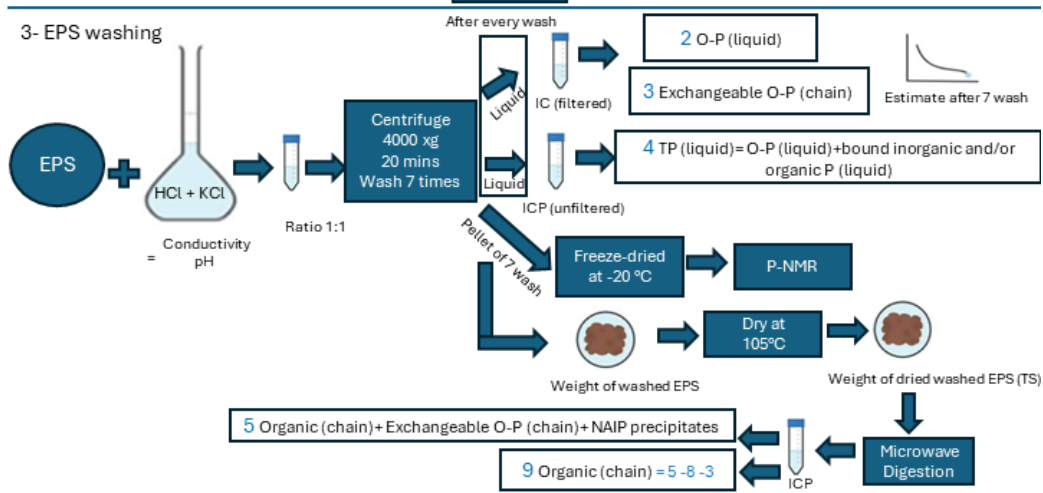 3- EPS washing
After every wash
EPS
HCl + KCl
= Conductivity
pH
Ratio 1:1
Centrifuge
4000 xg
20 mins
Wash 7 times
Liquid
Liquid
IC (filtered)
ICP (unfiltered)
2 O-P (liquid)
3 Exchangeable O-P (chain)
Estimate after 7 wash
4 TP (liquid)= O-P (liquid)+bound inorganic and/or
organic P (liquid)
Pellet of 7 wash
Freeze-dried
at -20 °C
P-NMR
Weight of washed EPS
Dry at
105°C
Weight of dried washed EPS (TS)
Microwave
Digestion
ICP
5 Organic (chain)+ Exchangeable O-P (chain)+ NAIP precipitates
9 Organic (chain) = 5 -8 -3